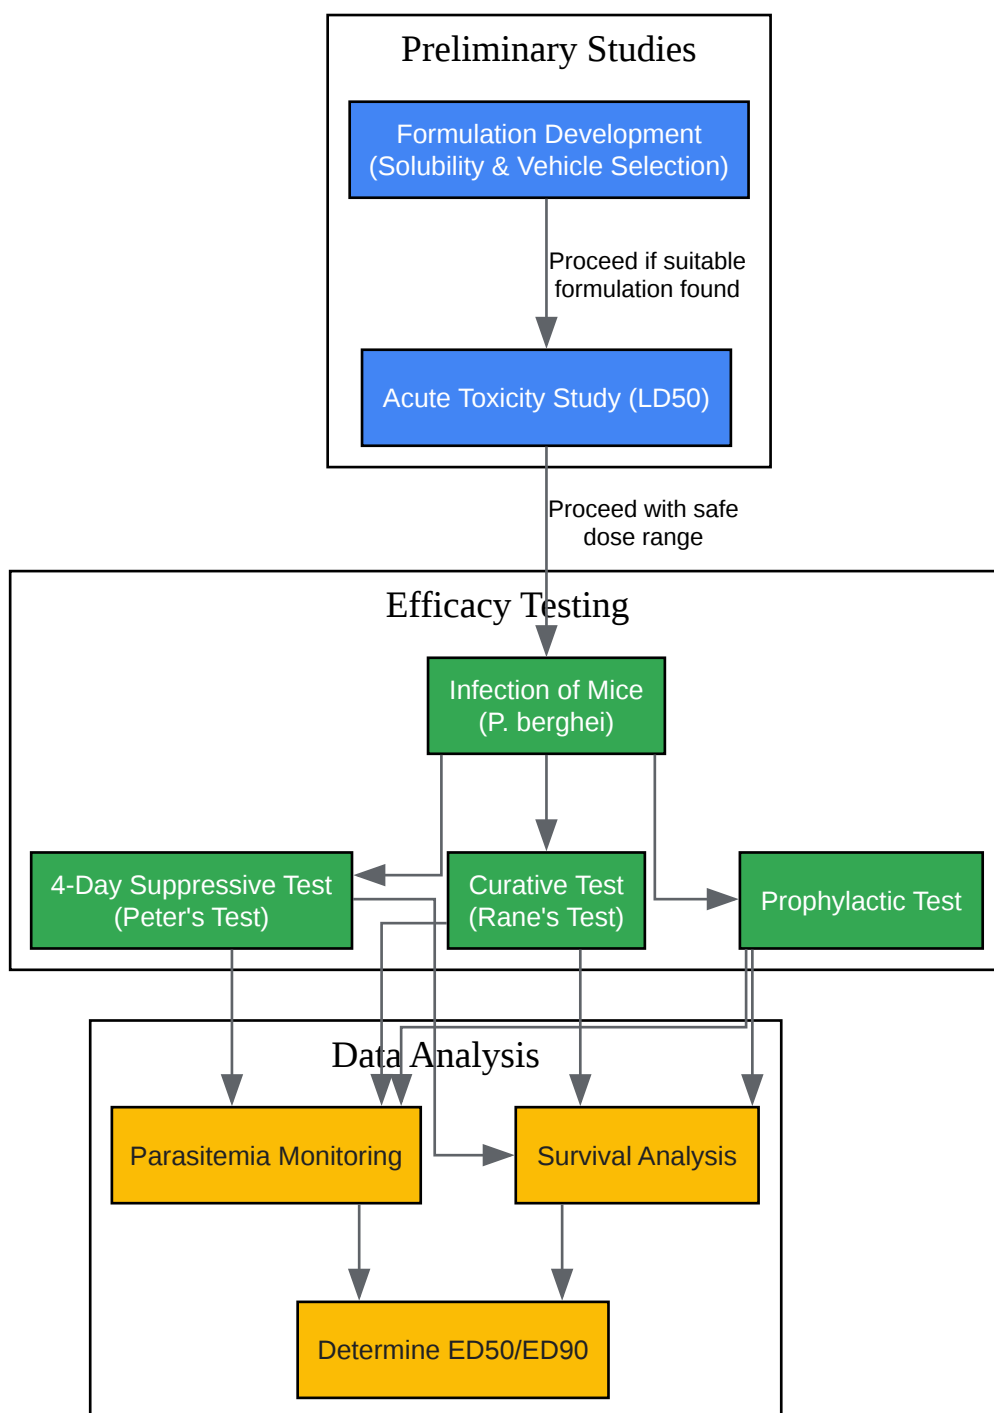 Preliminary Studies
Formulation Development
(Solubility & Vehicle Selection)
Proceed if suitable
formulation found
Acute Toxicity Study (LD50)
Proceed with safe
dose range
Efficacy Testing
Infection of Mice
(P. berghei)
4-Day Suppressive Test
(Peter's Test)
Curative Test
(Rane's Test)
Prophylactic Test
Data Analysis
Parasitemia Monitoring
Survival Analysis
Determine ED50/ED90